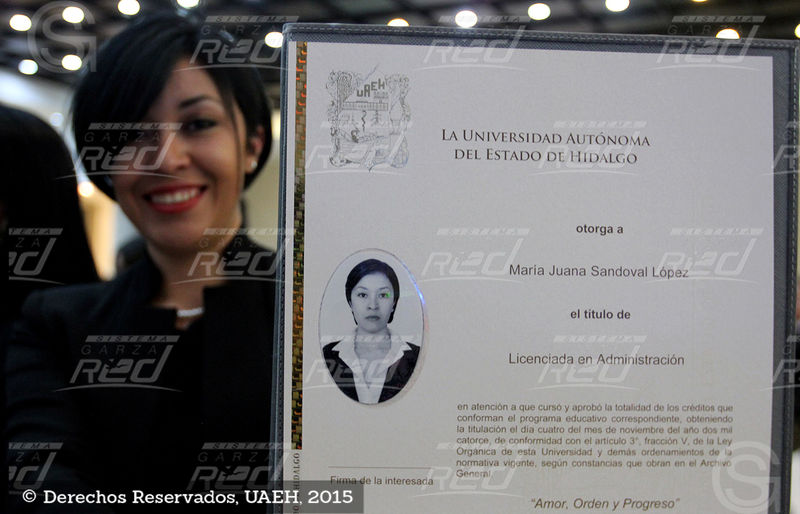 UAEH
LA UNIVERSIDAD AUTÓNOMA
DEL ESTADO DE HIDALGO
otorga a
María Juana Sandoval López
el título de
Licenciada en Administración
en atención a que cursó y aprobó la totalidad de los créditos que
conforman el programa educativo correspondiente, obteniendo
la titulación el día cuatro del mes de noviembre del año dos mil
catorce, de conformidad con el artículo 3°, fracción V, de la Ley
Orgánica de esta Universidad y demás ordenamientos de la
normativa vigente, según constancias que obran en el Archivo
General.
Firma de la interesada
"Amor, Orden y Progreso"
HIDALGO
© Derechos Reservados, UAEH, 2015
SISTEMA
GARZA
RED